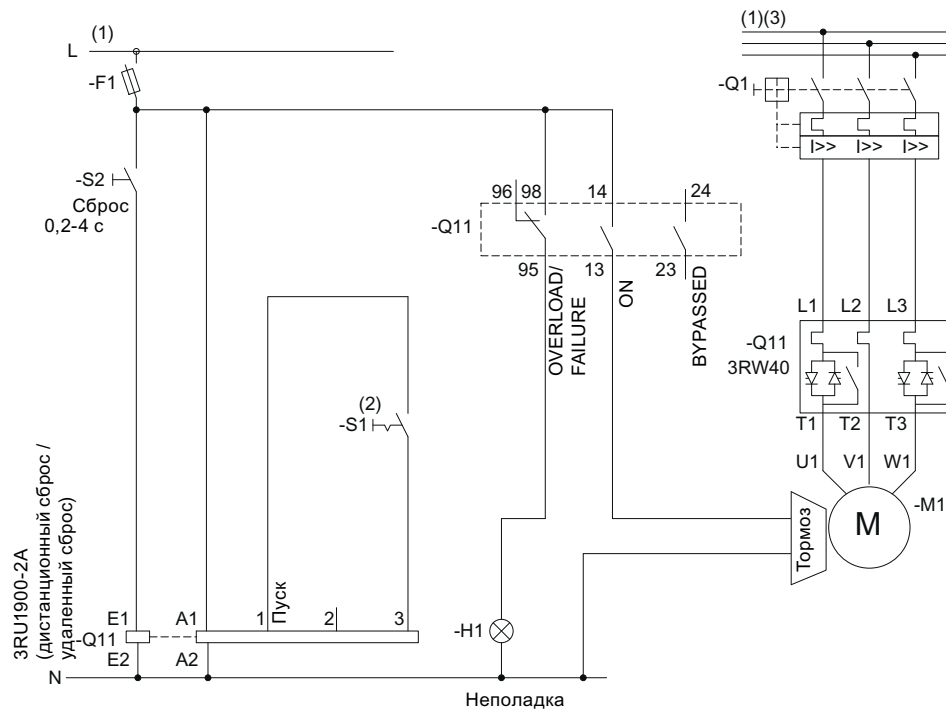 (1)
L
-F1
-S2
Сброс
0,2-4 с
96 98 14 24
-Q11
95 13 23
OVERLOAD/
FAILURE
ON
BYPASSED
(2)
-S1
3RU1900-2A
(дистанционный сброс /
удаленный сброс)
E1 A1 1 Пуск 2 3
-Q11
E2 A2
N
-H1
Неполадка
(1)(3)
-Q1
I>> I>> I>>
L1 L2 L3
-Q11
3RW40
T1 T2 T3
U1 V1 W1
-M1
M
Тормоз